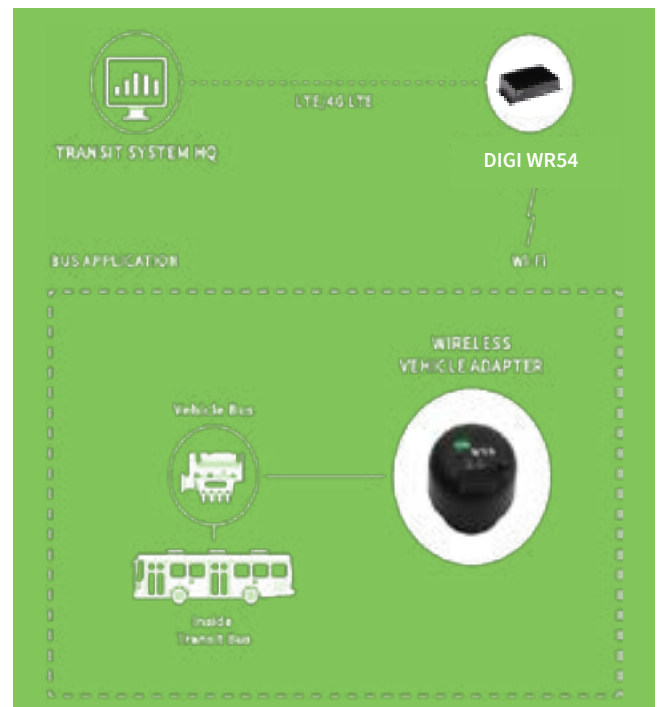 LTE/4G LTE
TRANSIT SYSTEM HQ
DIGI WR54
BUS APPLICATION
WI-FI
WIRELESS
VEHICLE ADAPTER
Vehicle Bus
Inside
Transit Bus